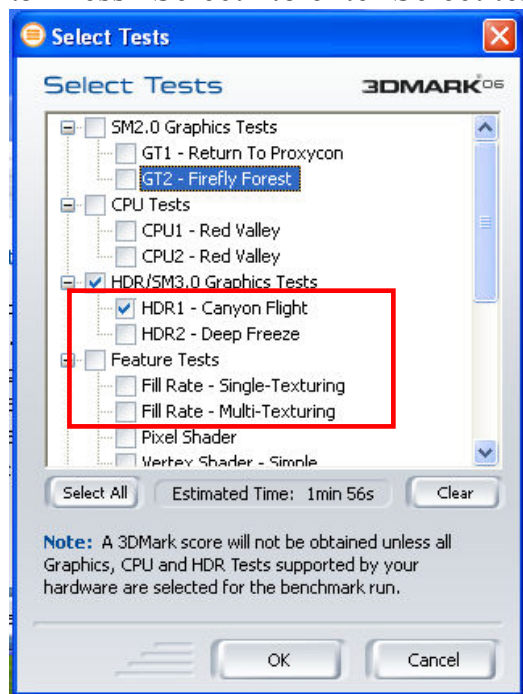 Select Tests
Select Tests
3DMARK06
SM2.0 Graphics Tests
GT1 - Return To Proxycon
GT2 - Firefly Forest
CPU Tests
CPU1 - Red Valley
CPU2 - Red Valley
HDR/SM3.0 Graphics Tests
HDR1 - Canyon Flight
HDR2 - Deep Freeze
Feature Tests
Fill Rate - Single-Texturing
Fill Rate - Multi-Texturing
Pixel Shader
Vertex Shader - Simple
Select All
Estimated Time: 1min 56s
Clear
Note: A 3DMark score will not be obtained unless all
Graphics, CPU and HDR Tests supported by your
hardware are selected for the benchmark run.
OK
Cancel